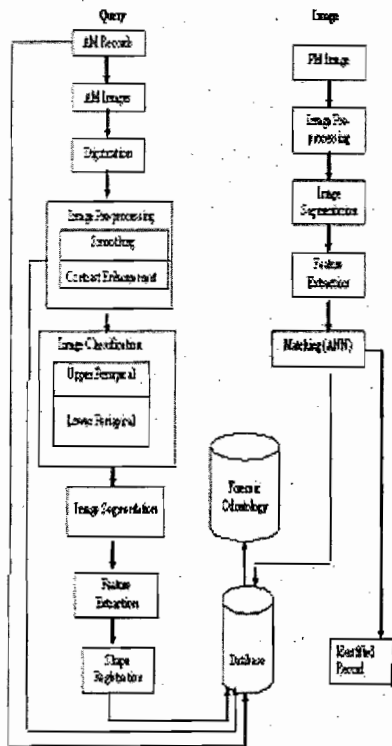 Query
AM Records
AM Images
Digitization
Image Pre-processing
Smoothing
Contrast Enhancement
Image Classification
Upper Periapical
Lower Periapical
Image Segmentation
Feature
Extraction
Shape
Registration
Image
PM Image
Image Pre-
processing
Image
Segmentation
Feature
Extraction
Matching (ANN)
Forensic
Odontology
Database
Identified
Record